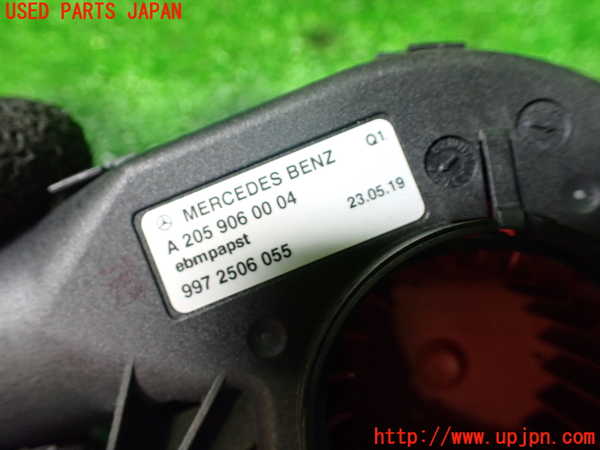 USED PARTS JAPAN
MERCEDES BENZ Q1
A 205 906 00 04 23.05.19
ebmpapst
997 2506 055
http://www.upjpn.com